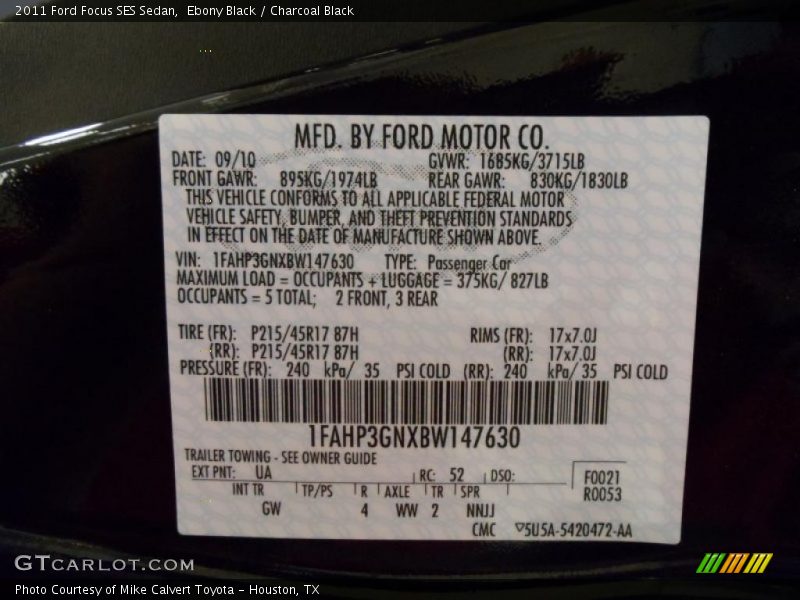 2011 Ford Focus SES Sedan, Ebony Black / Charcoal Black
MFD. BY FORD MOTOR CO.
DATE: 09/10 GVWR: 1685KG/3715LB
FRONT GAWR: 895KG/1974LB REAR GAWR: 830KG/1830LB
THIS VEHICLE CONFORMS TO ALL APPLICABLE FEDERAL MOTOR
VEHICLE SAFETY, BUMPER, AND THEFT PREVENTION STANDARDS
IN EFFECT ON THE DATE OF MANUFACTURE SHOWN ABOVE.
VIN: 1FAHP3GNXBW147630 TYPE: Passenger Car
MAXIMUM LOAD = OCCUPANTS + LUGGAGE = 375KG/ 827LB
OCCUPANTS = 5 TOTAL; 2 FRONT, 3 REAR
TIRE (FR): P215/45R17 87H RIMS (FR): 17x7.0J
(RR): P215/45R17 87H (RR): 17x7.0J
PRESSURE (FR): 240 kPa/ 35 PSI COLD (RR): 240 kPa/ 35 PSI COLD
1FAHP3GNXBW147630
TRAILER TOWING - SEE OWNER GUIDE
EXT PNT: UA RC: 52 DSO: F0021
INT TR TP/PS R AXLE TR SPR R0053
GW 4 WW 2 NNJJ
CMC ▽5U5A-5420472-AA
GTCARLOT.COM
Photo Courtesy of Mike Calvert Toyota - Houston, TX